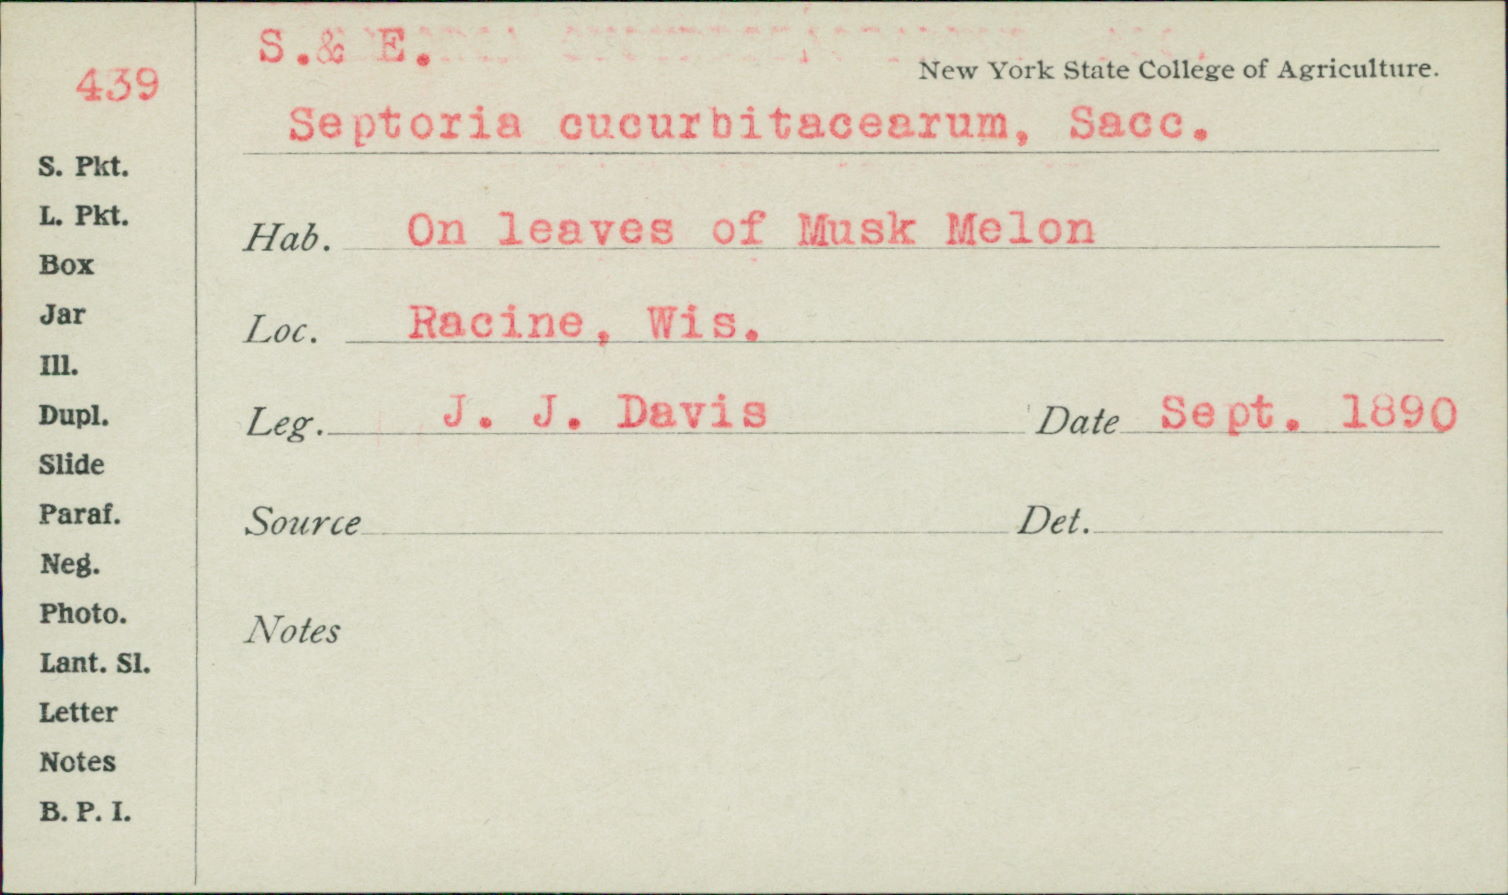 S.& E.
439
New York State College of Agriculture.
Septoria cucurbitacearum, Sacc.
S. Pkt.
L. Pkt.
Hab. On leaves of Musk Melon
Box
Jar
Loc. Racine, Wis.
Ill.
Dupl.
Leg. J. J. Davis Date Sept. 1890
Slide
Paraf.
Source Det.
Neg.
Photo.
Notes
Lant. Sl.
Letter
Notes
B. P. I.